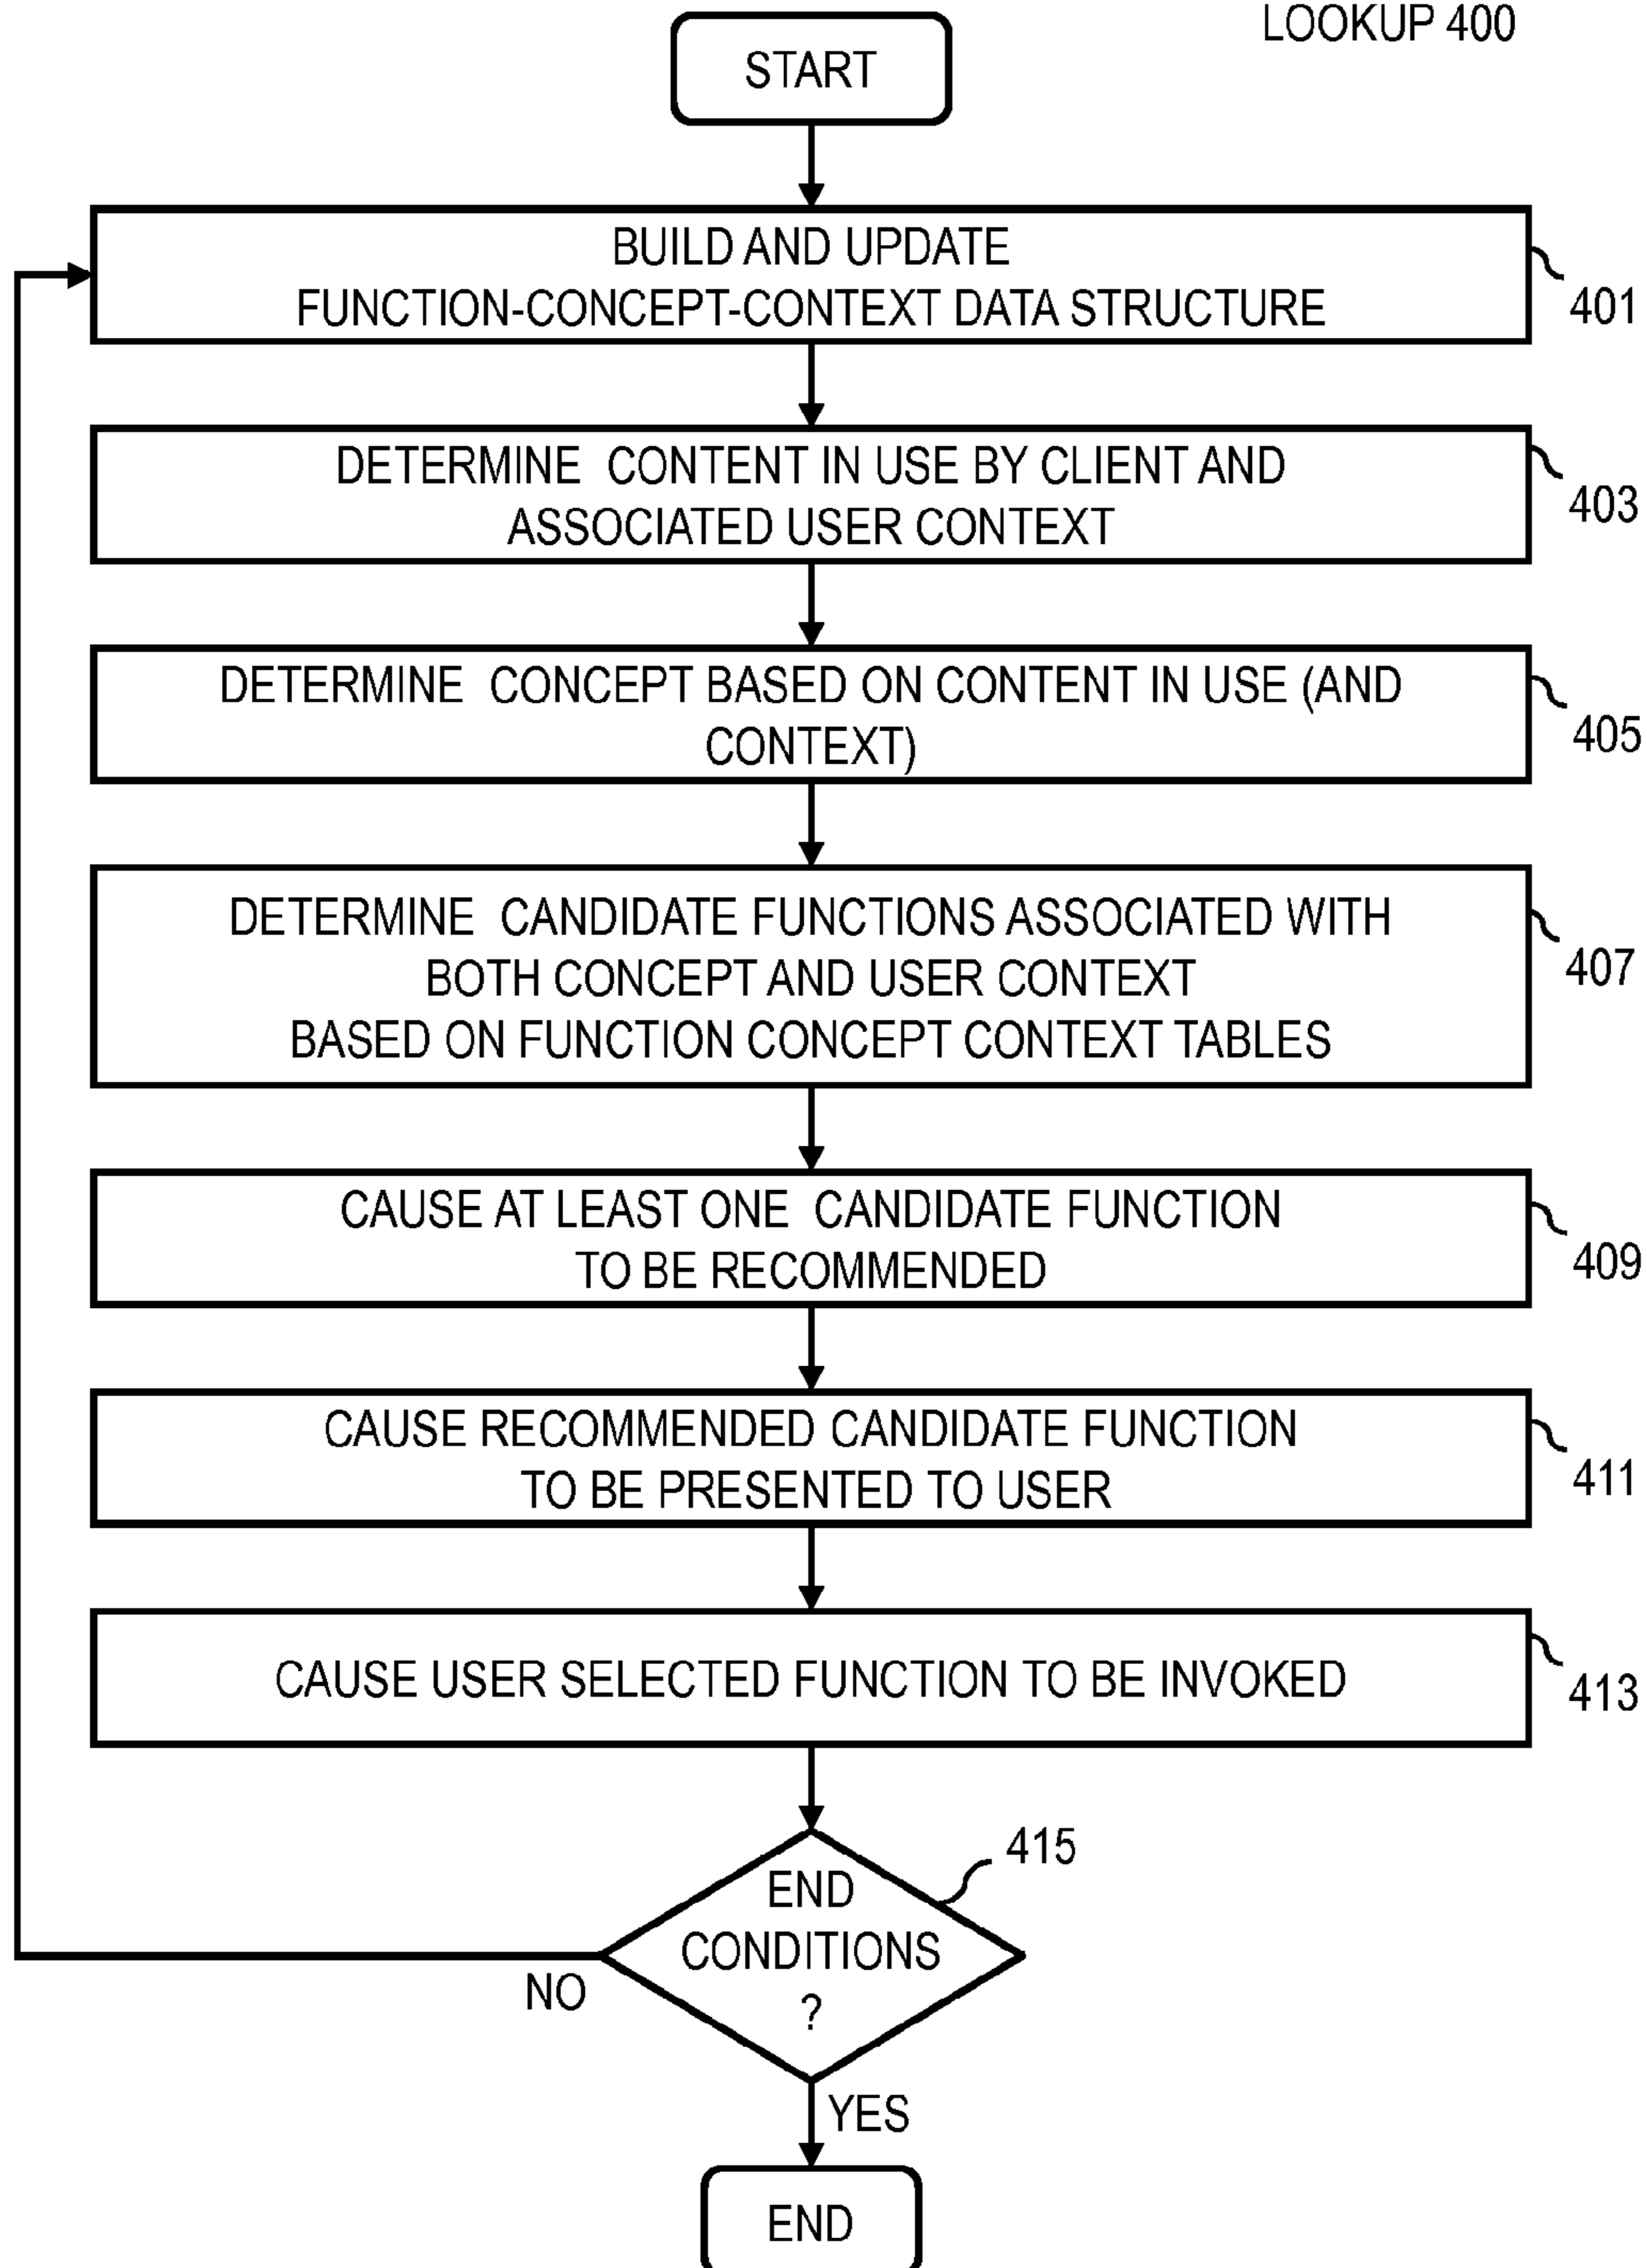 LOOKUP 400
START
BUILD AND UPDATE
FUNCTION-CONCEPT-CONTEXT DATA STRUCTURE
401
DETERMINE CONTENT IN USE BY CLIENT AND
ASSOCIATED USER CONTEXT
403
DETERMINE CONCEPT BASED ON CONTENT IN USE (AND
CONTEXT)
405
DETERMINE CANDIDATE FUNCTIONS ASSOCIATED WITH
BOTH CONCEPT AND USER CONTEXT
BASED ON FUNCTION CONCEPT CONTEXT TABLES
407
CAUSE AT LEAST ONE CANDIDATE FUNCTION
TO BE RECOMMENDED
409
CAUSE RECOMMENDED CANDIDATE FUNCTION
TO BE PRESENTED TO USER
411
CAUSE USER SELECTED FUNCTION TO BE INVOKED
413
415
END
CONDITIONS
?
NO
YES
END